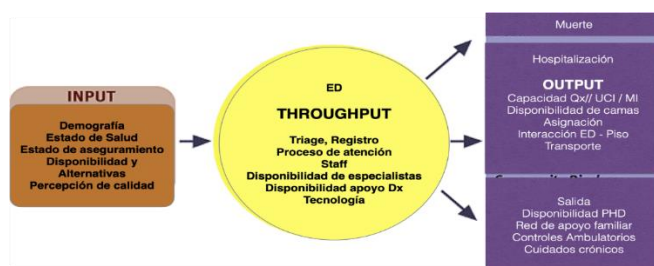 INPUT
Demografía
Estado de Salud
Estado de aseguramiento
Disponibilidad y
Alternativas
Percepción de calidad
ED
THROUGHPUT
Triage, Registro
Proceso de atención
Staff
Disponibilidad de especialistas
Disponibilidad apoyo Dx
Tecnología
Muerte
Hospitalización
OUTPUT
Capacidad Qx// UCI / MI
Disponibilidad de camas
Asignación
Interacción ED - Piso
Transporte
Salida
Disponibilidad PHD
Red de apoyo familiar
Controles Ambulatorios
Cuidados crónicos